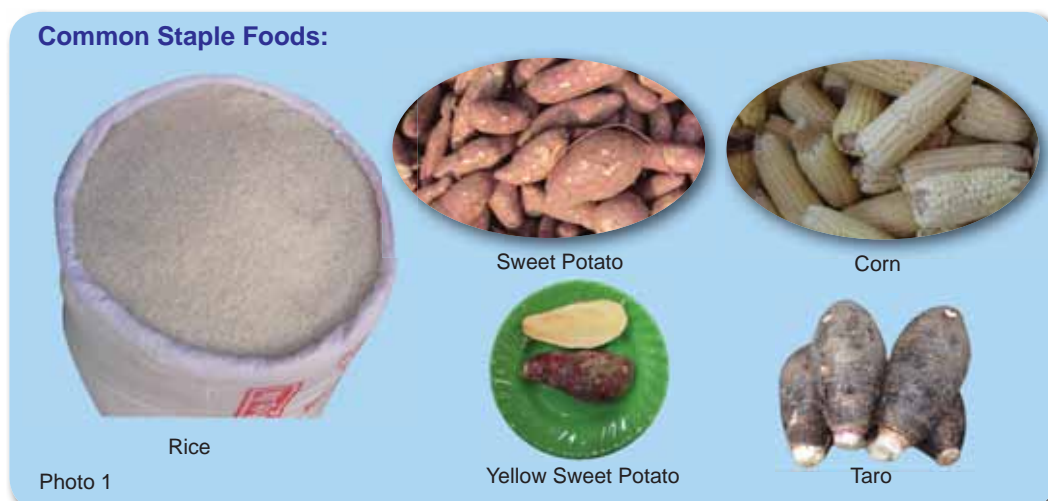 Common Staple Foods:
Sweet Potato
Corn
Rice
Yellow Sweet Potato
Taro
Photo 1